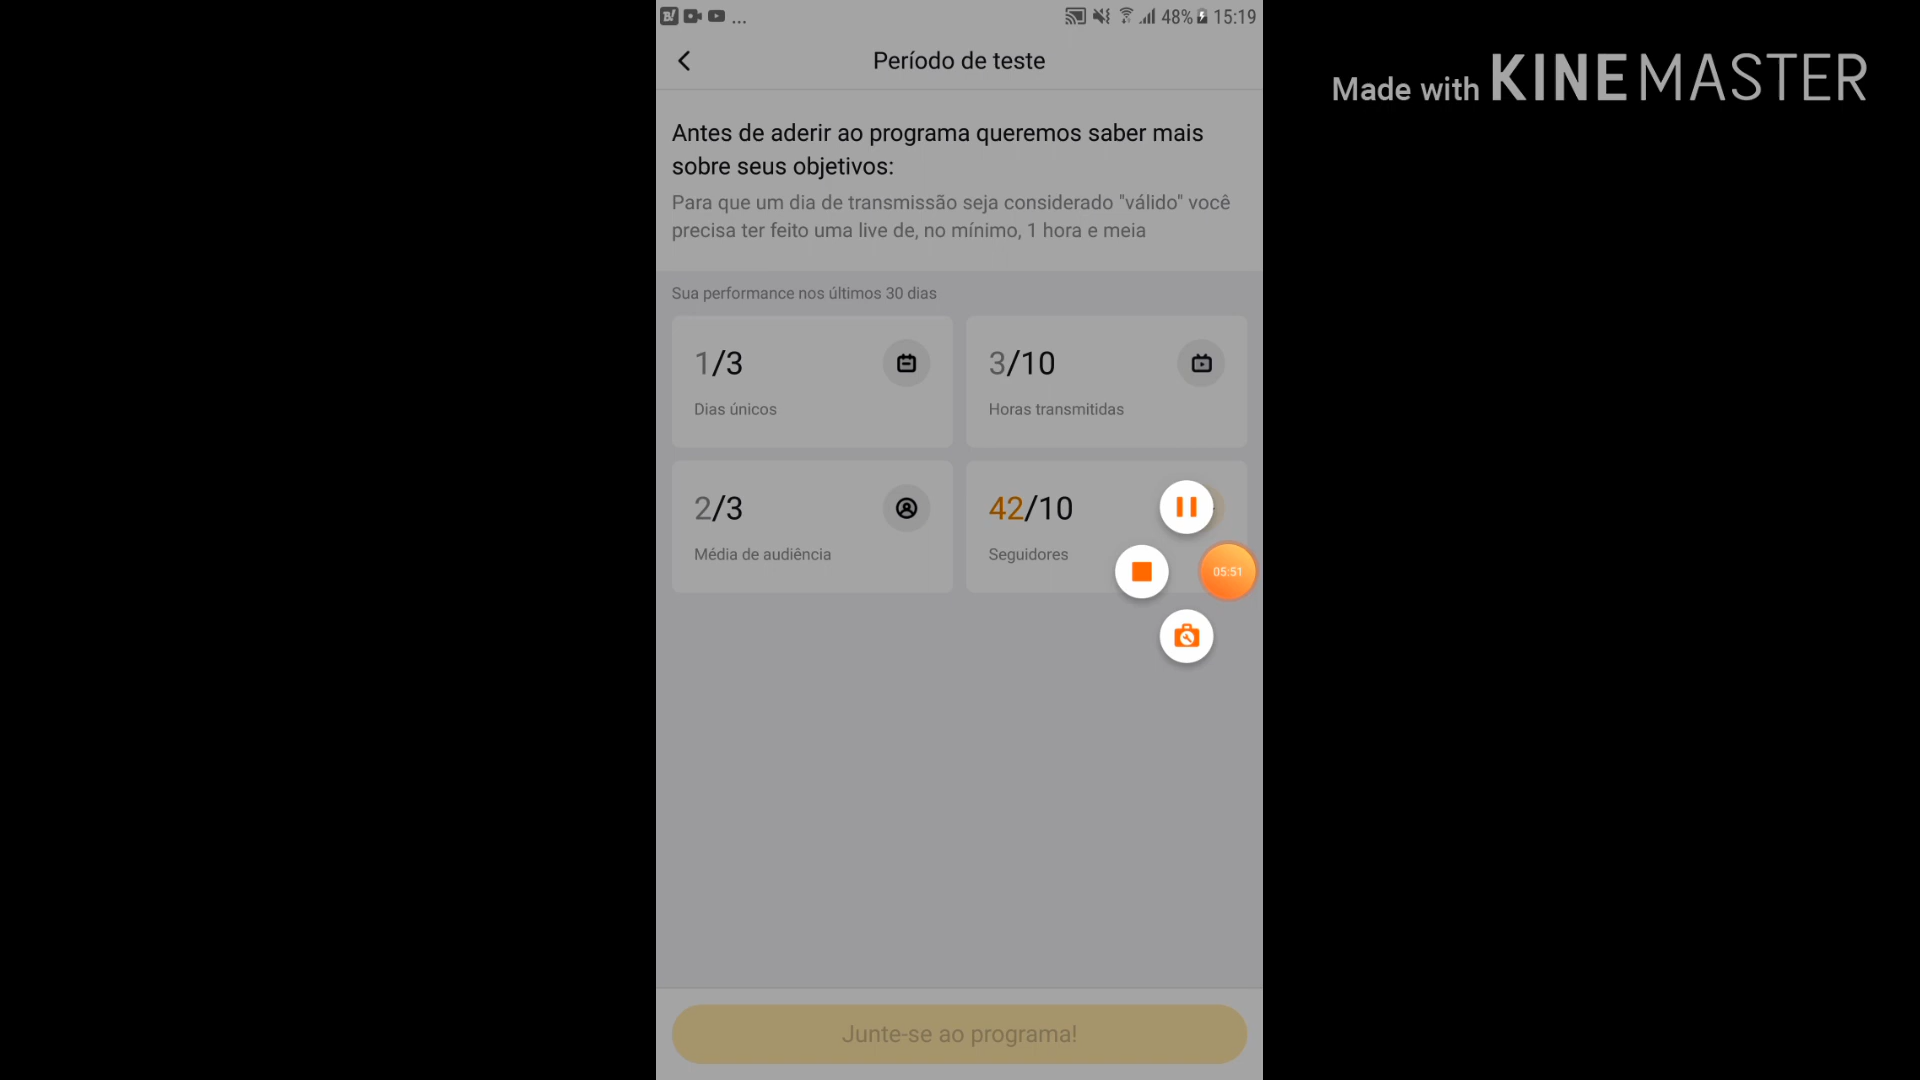 B! ... 48% 15:19
Período de teste
Made with KINEMASTER
Antes de aderir ao programa queremos saber mais
sobre seus objetivos:
Para que um dia de transmissão seja considerado "válido" você
precisa ter feito uma live de, no mínimo, 1 hora e meia
Sua performance nos últimos 30 dias
1/3
Dias únicos
3/10
Horas transmitidas
2/3
Média de audiência
42/10
Seguidores
05:51
Junte-se ao programa!